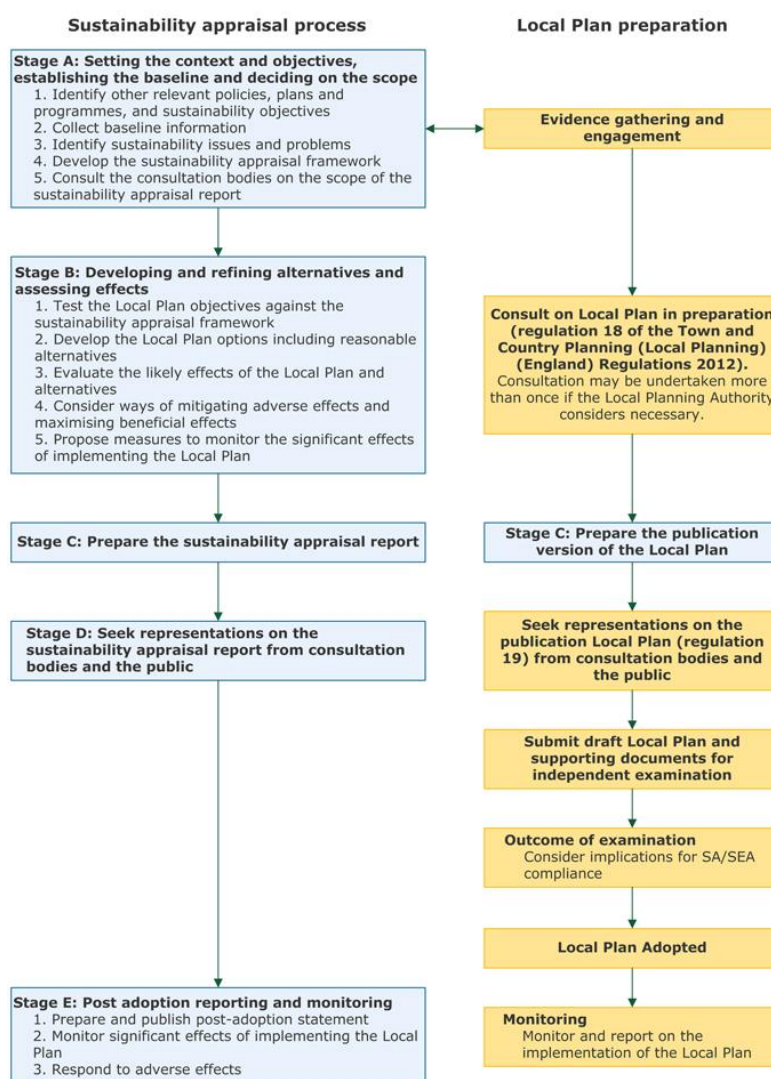 Sustainability appraisal process
Stage A: Setting the context and objectives,
establishing the baseline and deciding on the scope
1. Identify other relevant policies, plans and
programmes, and sustainability objectives
2. Collect baseline information
3. Identify sustainability issues and problems
4. Develop the sustainability appraisal framework
5. Consult the consultation bodies on the scope of the
sustainability appraisal report
Stage B: Developing and refining alternatives and
assessing effects
1. Test the Local Plan objectives against the
sustainability appraisal framework
2. Develop the Local Plan options including reasonable
alternatives
3. Evaluate the likely effects of the Local Plan and
alternatives
4. Consider ways of mitigating adverse effects and
maximising beneficial effects
5. Propose measures to monitor the significant effects
of implementing the Local Plan
Stage C: Prepare the sustainability appraisal report
Stage D: Seek representations on the
sustainability appraisal report from consultation
bodies and the public
Stage E: Post adoption reporting and monitoring
1. Prepare and publish post-adoption statement
2. Monitor significant effects of implementing the Local
Plan
3. Respond to adverse effects
Local Plan preparation
Evidence gathering and
engagement
Consult on Local Plan in preparation
(regulation 18 of the Town and
Country Planning (Local Planning)
(England) Regulations 2012).
Consultation may be undertaken more
than once if the Local Planning Authority
considers necessary.
Stage C: Prepare the publication
version of the Local Plan
Seek representations on the
publication Local Plan (regulation
19) from consultation bodies and
the public
Submit draft Local Plan and
supporting documents for
independent examination
Outcome of examination
Consider implications for SA/SEA
compliance
Local Plan Adopted
Monitoring
Monitor and report on the
implementation of the Local Plan